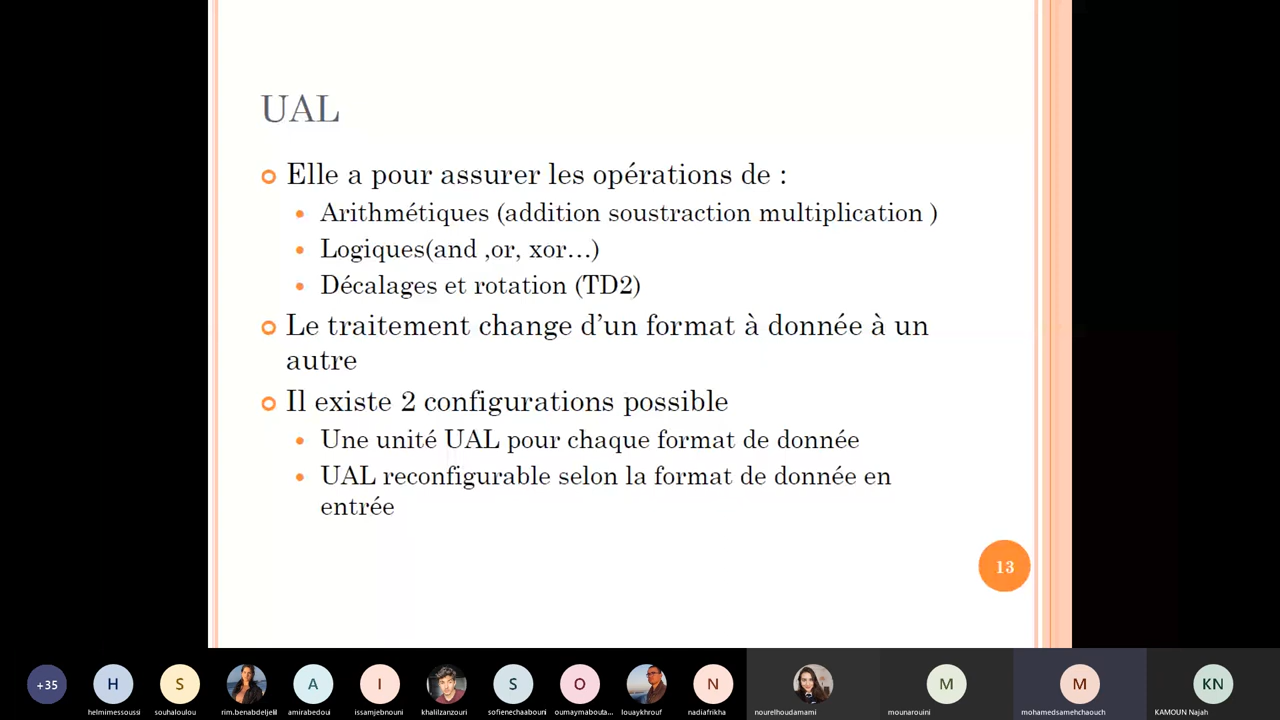 UAL
Elle a pour assurer les opérations de :
Arithmétiques (addition soustraction multiplication )
Logiques(and ,or, xor...)
Décalages et rotation (TD2)
Le traitement change d'un format à donnée à un
autre
Il existe 2 configurations possible
Une unité UAL pour chaque format de donnée
UAL reconfigurable selon la format de donnée en
entrée
13
+35 H S A I S O N M M KN
helmimessoussi souhaloulou rim.benabdeljelil amirabedoui issamjebnouni khalilzanzouri sofienechaabouni oumaymabouta... louaykhrouf nadiafrikha nourelhoudamami mounarouini mohamedsamehchaouch KAMOUN Najah